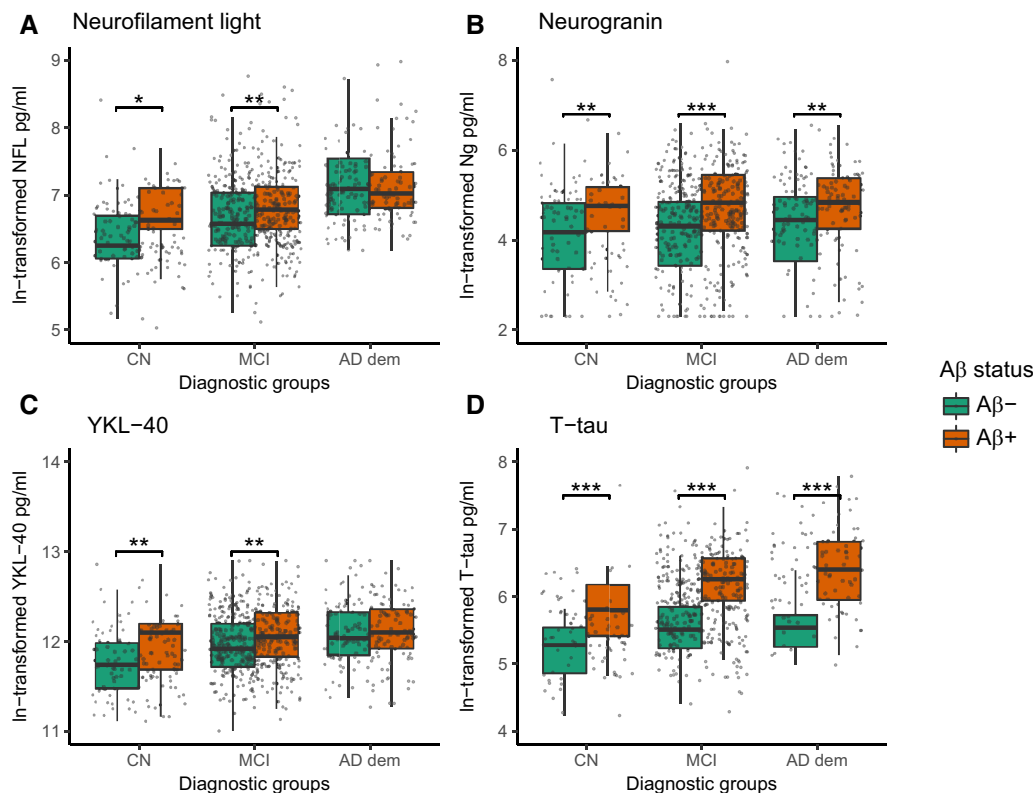 A Neurofilament light
ln-transformed NFL pg/ml
9
8
7
6
5
* **
CN MCI AD dem
Diagnostic groups
B Neurogranin
ln-transformed Ng pg/ml
8
6
4
2
** *** **
CN MCI AD dem
Diagnostic groups
Aβ status
Aβ−
Aβ+
C YKL−40
ln-transformed YKL-40 pg/ml
14
13
12
11
** **
CN MCI AD dem
Diagnostic groups
D T−tau
ln-transformed T-tau pg/ml
8
7
6
5
4
*** *** ***
CN MCI AD dem
Diagnostic groups